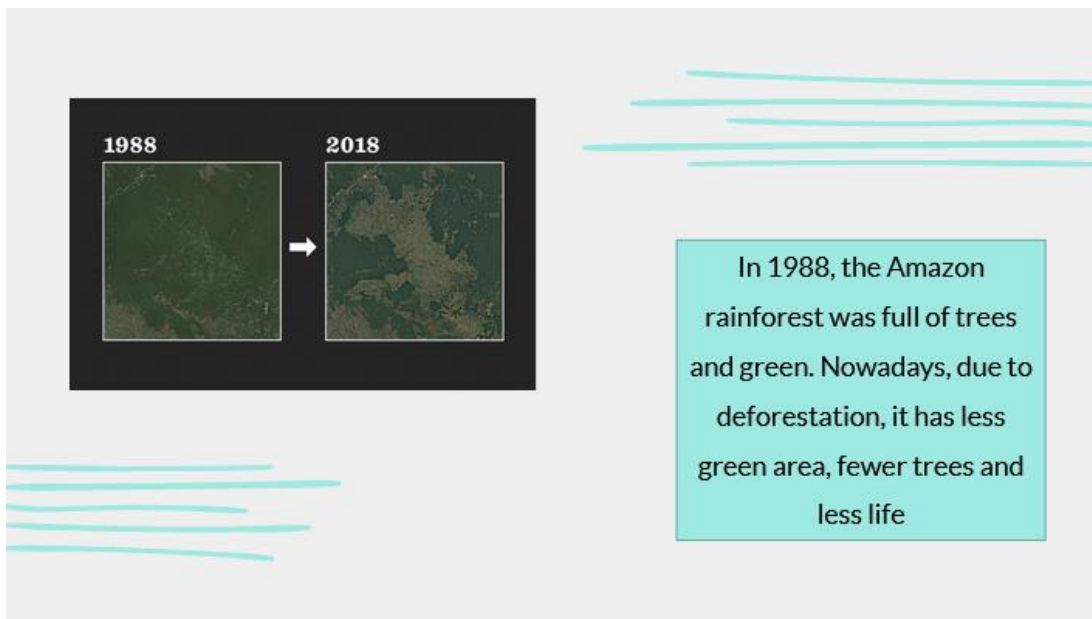 1988
2018
In 1988, the Amazon
rainforest was full of trees
and green. Nowadays, due to
deforestation, it has less
green area, fewer trees and
less life